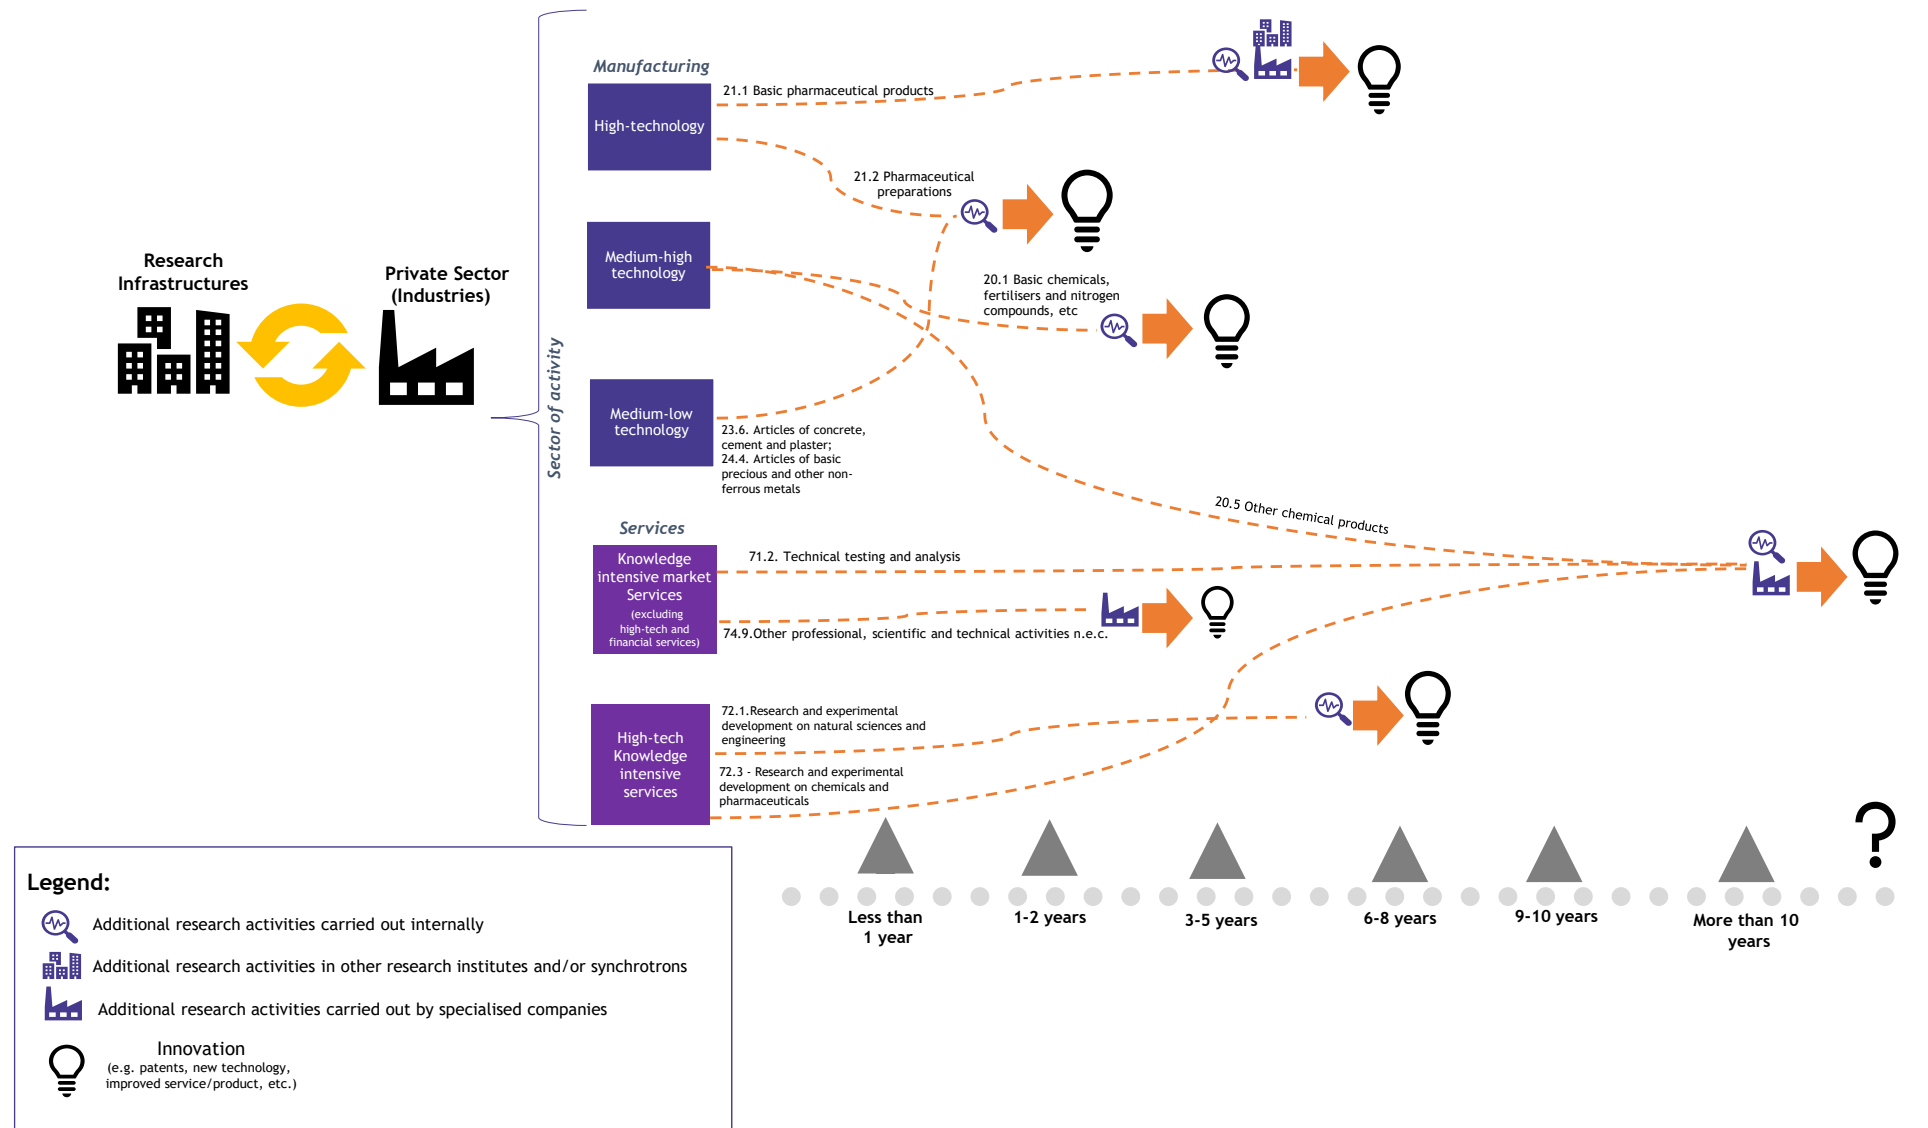 Research
Infrastructures
Private Sector
(Industries)
Sector of activity
Manufacturing
High-technology
21.1 Basic pharmaceutical products
21.2 Pharmaceutical
preparations
Medium-high
technology
20.1 Basic chemicals,
fertilisers and nitrogen
compounds, etc
Medium-low
technology
23.6. Articles of concrete,
cement and plaster;
24.4. Articles of basic
precious and other non-
ferrous metals
20.5 Other chemical products
Services
Knowledge
intensive market
Services
(excluding
high-tech and
financial services)
71.2. Technical testing and analysis
74.9.Other professional, scientific and technical activities n.e.c.
High-tech
Knowledge
intensive
services
72.1.Research and experimental
development on natural sciences and
engineering
72.3 - Research and experimental
development on chemicals and
pharmaceuticals
?
Less than
1 year
1-2 years
3-5 years
6-8 years
9-10 years
More than 10
years
Legend:
Additional research activities carried out internally
Additional research activities in other research institutes and/or synchrotrons
Additional research activities carried out by specialised companies
Innovation
(e.g. patents, new technology,
improved service/product, etc.)